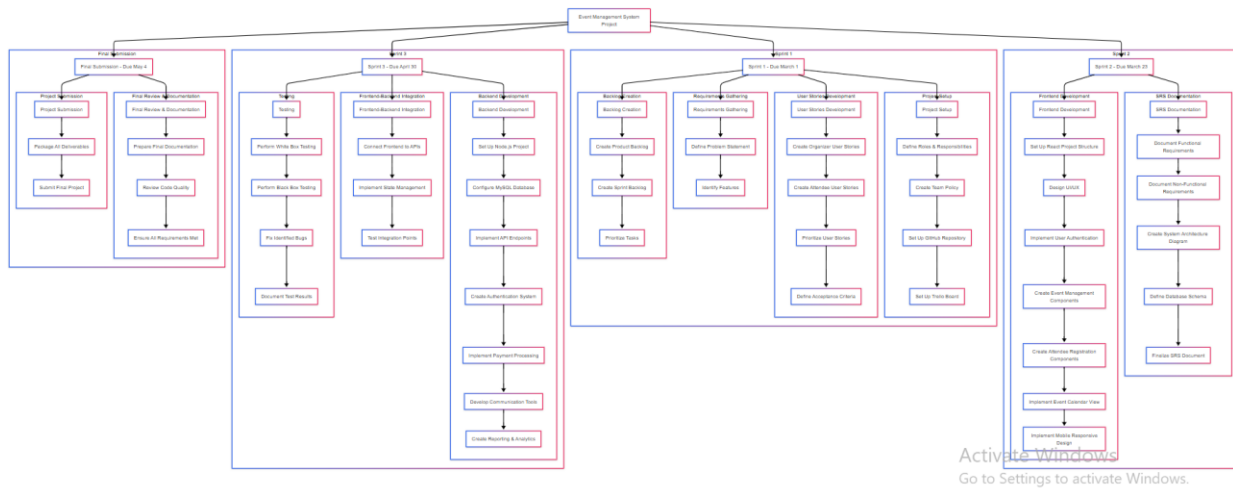 Event Management System
Project
Final Submission
Final Submission - Due May 4
Project Submission
Project Submission
Package All Deliverables
Submit Final Project
Final Review & Documentation
Final Review & Documentation
Prepare Final Documentation
Review Code Quality
Ensure All Requirements Met
Sprint 3
Sprint 3 - Due April 30
Testing
Testing
Perform White Box Testing
Perform Black Box Testing
Fix Identified Bugs
Document Test Results
Frontend-Backend Integration
Frontend-Backend Integration
Connect Frontend to APIs
Implement State Management
Test Integration Points
Backend Development
Backend Development
Set Up Node.js Project
Configure MySQL Database
Implement API Endpoints
Create Authentication System
Implement Payment Processing
Develop Communication Tools
Create Reporting & Analytics
Sprint 1
Sprint 1 - Due March 1
Backlog Creation
Backlog Creation
Create Product Backlog
Create Sprint Backlog
Prioritize Tasks
Requirements Gathering
Requirements Gathering
Define Problem Statement
Identify Features
User Stories Development
User Stories Development
Create Organizer User Stories
Create Attendee User Stories
Prioritize User Stories
Define Acceptance Criteria
Project Setup
Project Setup
Define Roles & Responsibilities
Create Team Policy
Set Up GitHub Repository
Set Up Trello Board
Sprint 2
Sprint 2 - Due March 23
Frontend Development
Frontend Development
Set Up React Project Structure
Design UI/UX
Implement User Authentication
Create Event Management
Components
Create Attendee Registration
Components
Implement Event Calendar View
Implement Mobile Responsive
Design
SRS Documentation
SRS Documentation
Document Functional
Requirements
Document Non-Functional
Requirements
Create System Architecture
Diagram
Define Database Schema
Finalize SRS Document
Activate Windows
Go to Settings to activate Windows.